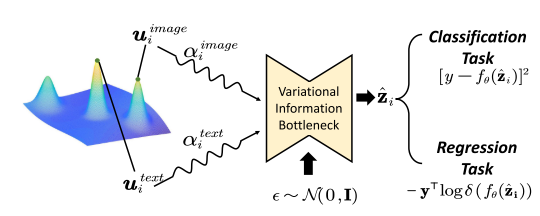 u_i^{image}
α_i^{image}
u_i^{text}
α_i^{text}
Variational
Information
Bottleneck
ϵ ∼ 𝒩(0, I)
ẑ_i
Classification
Task
[y − f_θ(ẑ_i)]²
Regression
Task
− y^⊤ log δ(f_θ(ẑ_i))